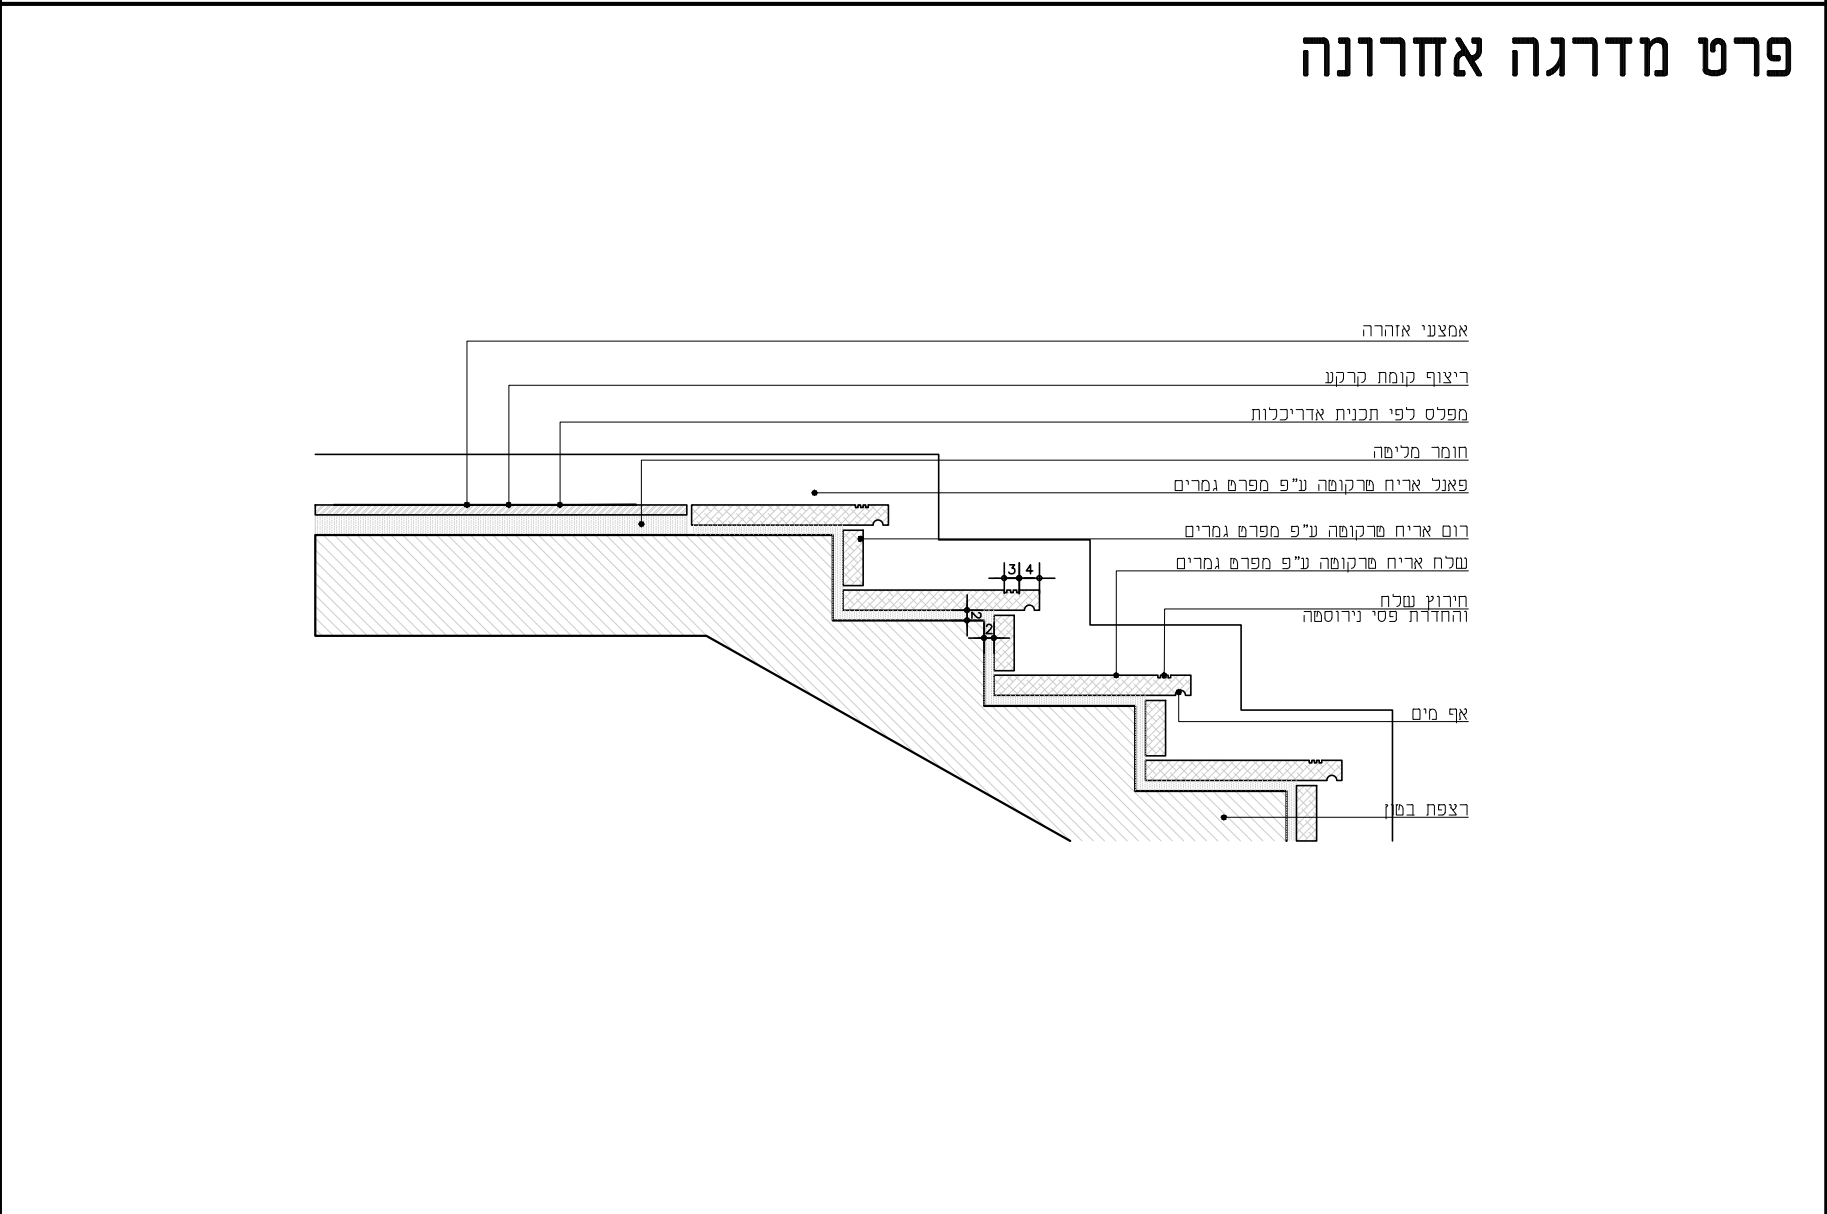 פרט מדרגה אחרונה
אמצעי אזהרה
ריצוף קומת קרקע
מפלס לפי תכנית אדריכלות
חומר מליטה
פאנל אריח טרקוטה ע"פ מפרט גמרים
רום אריח טרקוטה ע"פ מפרט גמרים
שלח אריח טרקוטה ע"פ מפרט גמרים
3 4
חירוץ שלח
והחדרת פסי נירוסטה
2
2
אף מים
רצפת בטון